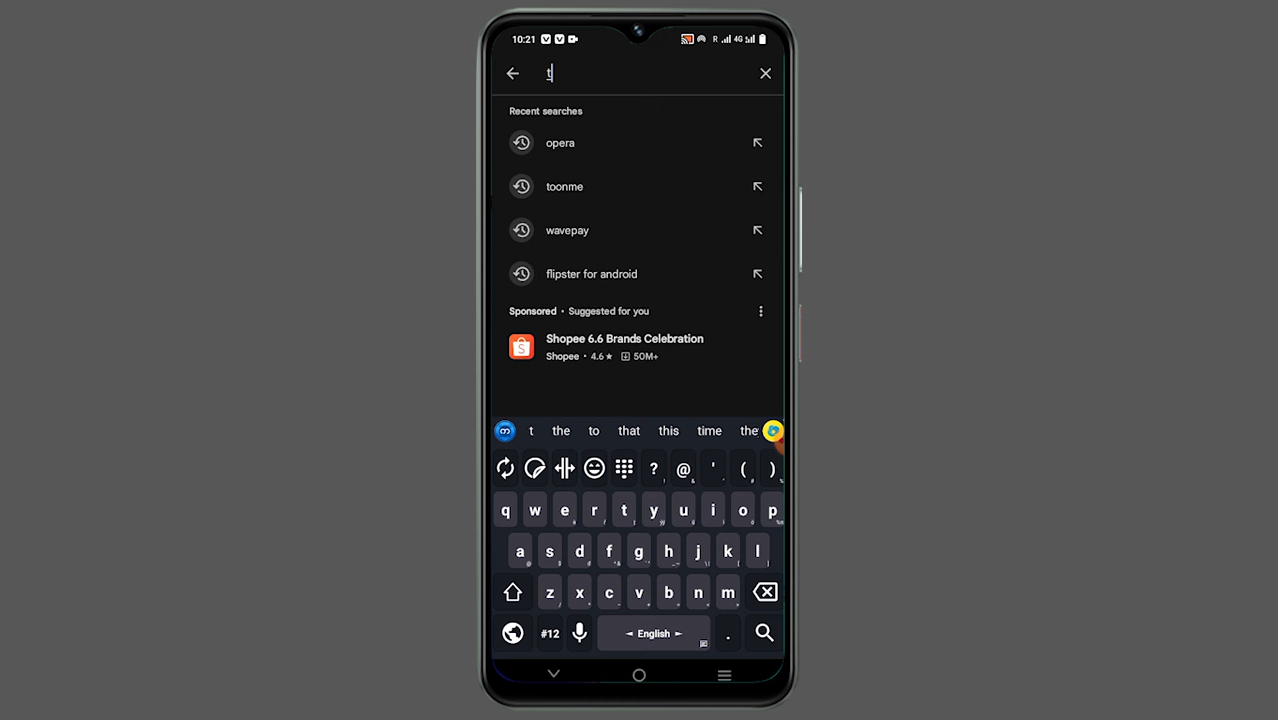 10:21 R 4G
t
Recent searches
opera
toonme
wavepay
flipster for android
Sponsored • Suggested for you
Shopee 6.6 Brands Celebration
Shopee • 4.6★ 50M+
t the to that this time the
? @ ' ( )
q w e r t y u i o p
a s d f g h j k l
z x c v b n m
#12 ◄ English ► .